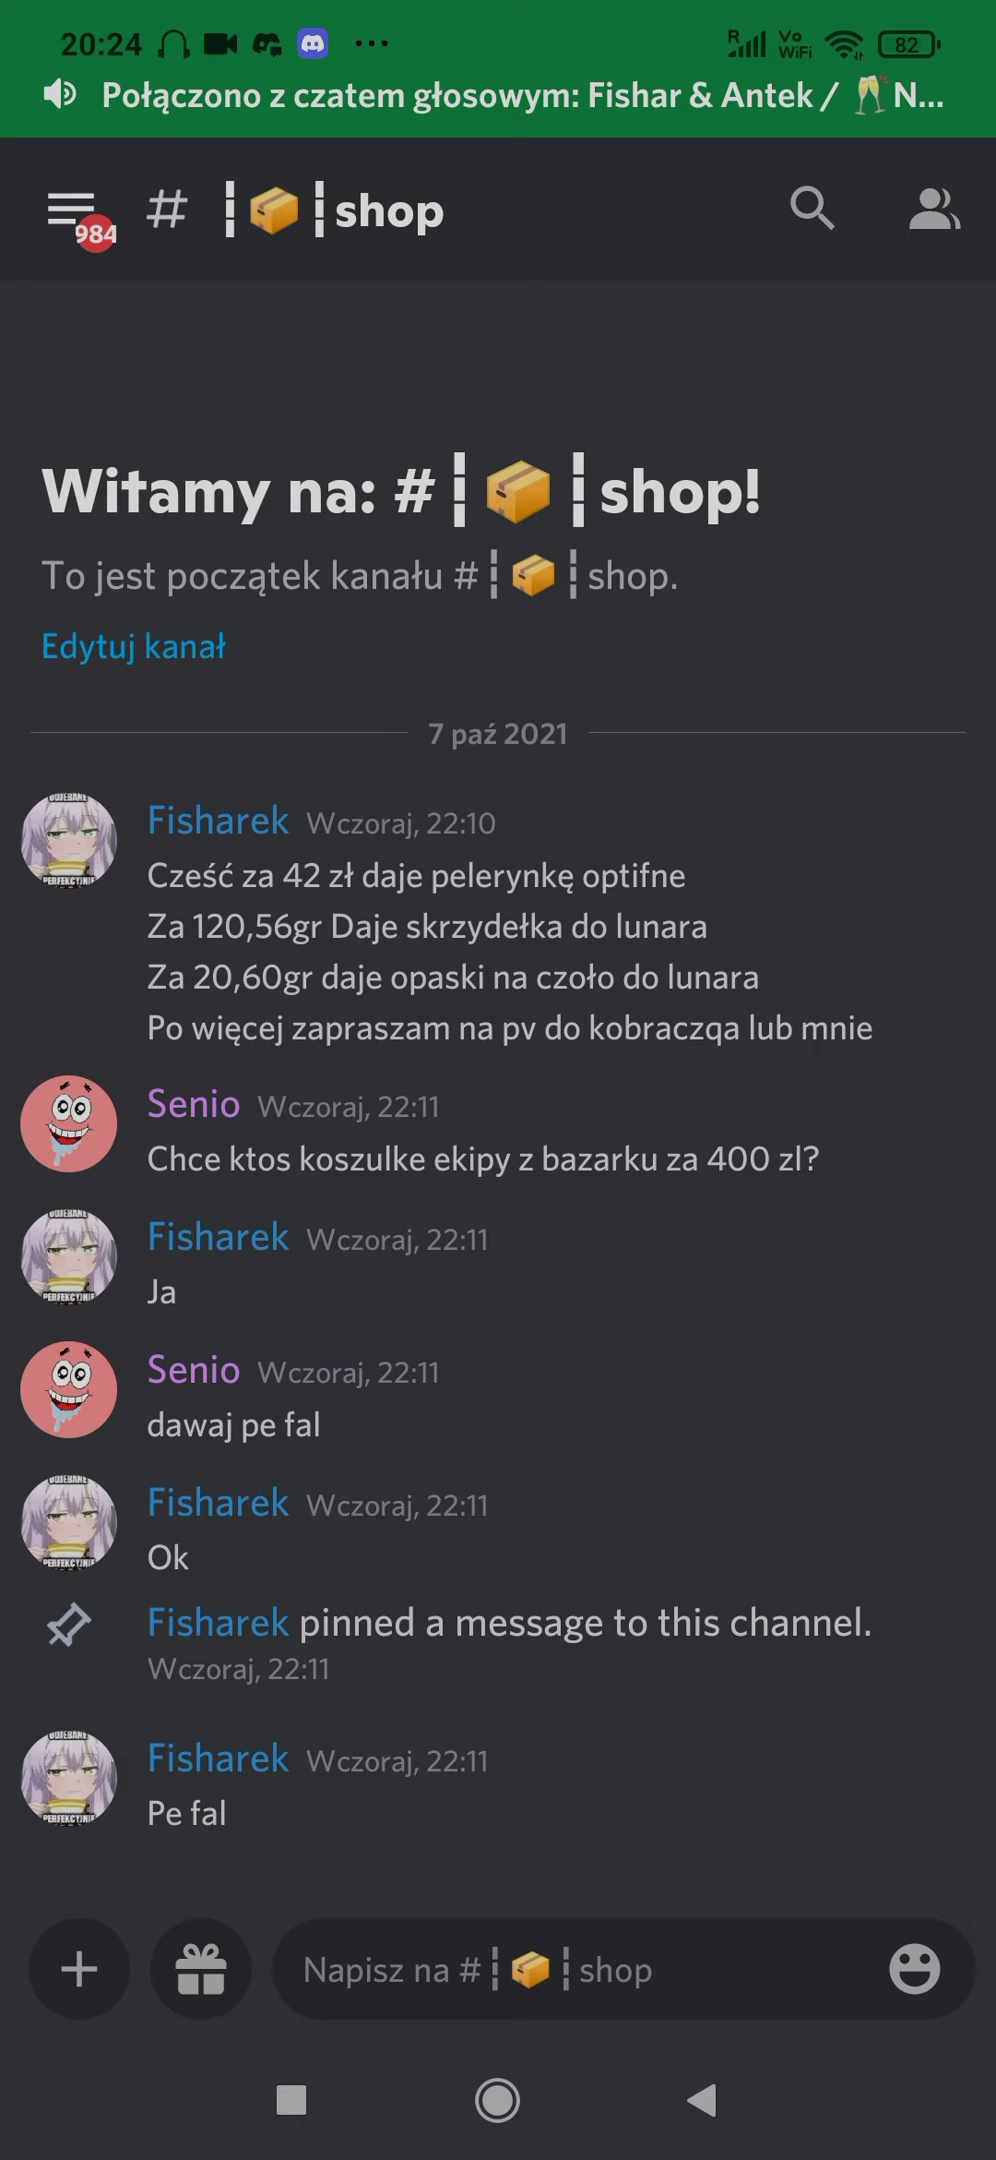 20:24
R Vo WiFi 82
Połączono z czatem głosowym: Fishar & Antek / 🥂N...
984
# ┇📦┇shop
Witamy na: #┇📦┇shop!
To jest początek kanału #┇📦┇shop.
Edytuj kanał
7 paź 2021
Fisharek Wczoraj, 22:10
Cześć za 42 zł daje pelerynkę optifne
Za 120,56gr Daje skrzydełka do lunara
Za 20,60gr daje opaski na czoło do lunara
Po więcej zapraszam na pv do kobraczqa lub mnie
Senio Wczoraj, 22:11
Chce ktos koszulke ekipy z bazarku za 400 zl?
Fisharek Wczoraj, 22:11
Ja
Senio Wczoraj, 22:11
dawaj pe fal
Fisharek Wczoraj, 22:11
Ok
Fisharek pinned a message to this channel.
Wczoraj, 22:11
Fisharek Wczoraj, 22:11
Pe fal
Napisz na #┇📦┇shop